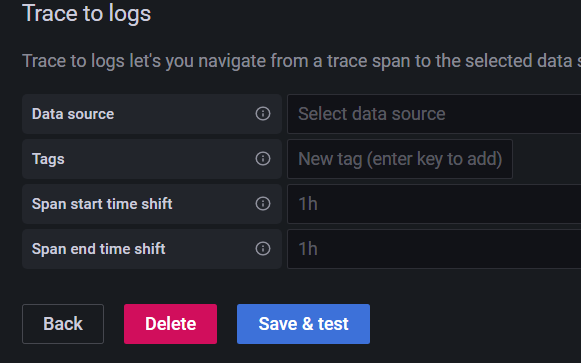 Trace to logs
Trace to logs let's you navigate from a trace span to the selected data
Data source
Select data source
Tags
New tag (enter key to add)
Span start time shift
1h
Span end time shift
1h
Back
Delete
Save & test